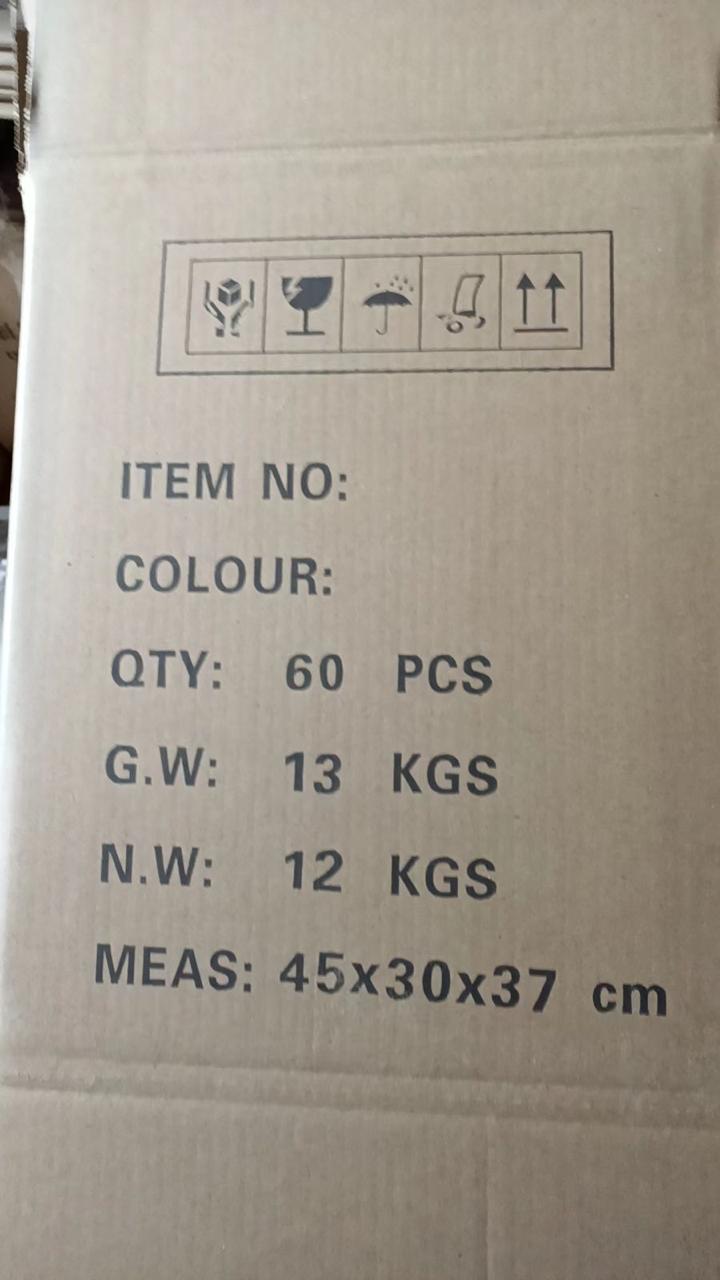 ITEM NO:
COLOUR:
QTY: 60 PCS
G.W: 13 KGS
N.W: 12 KGS
MEAS: 45x30x37 cm